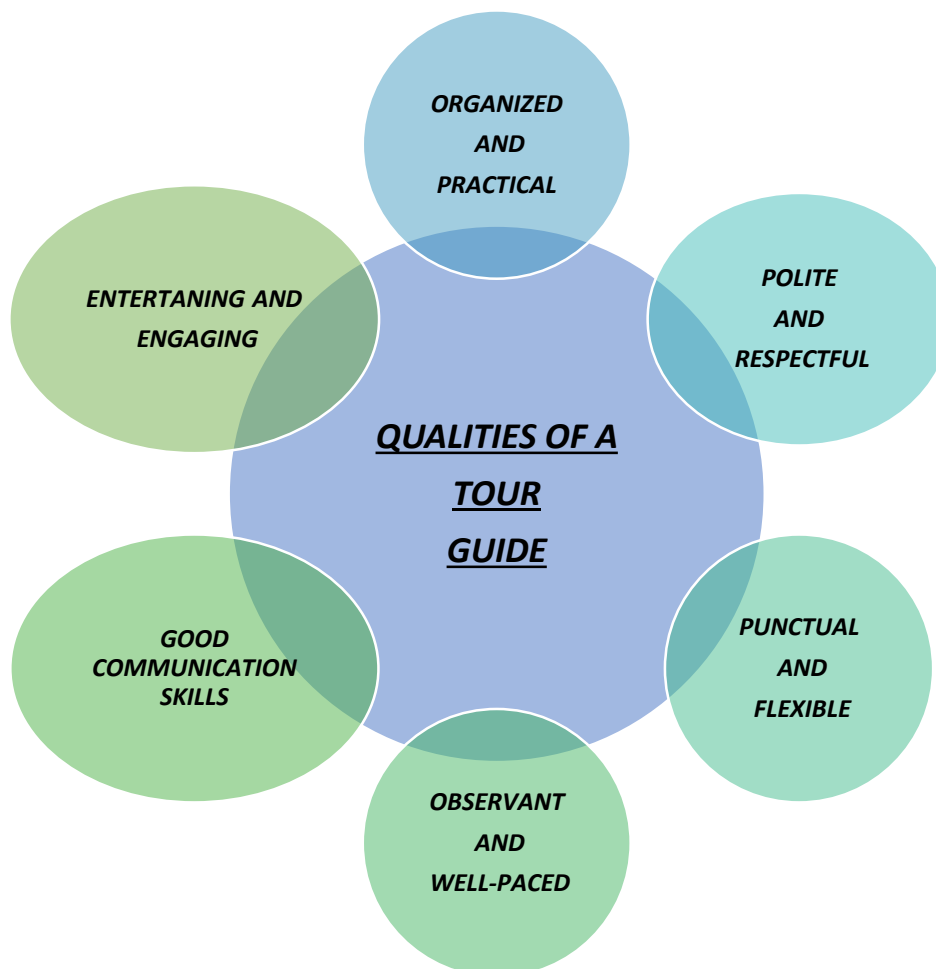 ORGANIZED
AND
PRACTICAL
POLITE
AND
RESPECTFUL
PUNCTUAL
AND
FLEXIBLE
OBSERVANT
AND
WELL-PACED
GOOD
COMMUNICATION
SKILLS
ENTERTANING AND
ENGAGING
QUALITIES OF A
TOUR
GUIDE